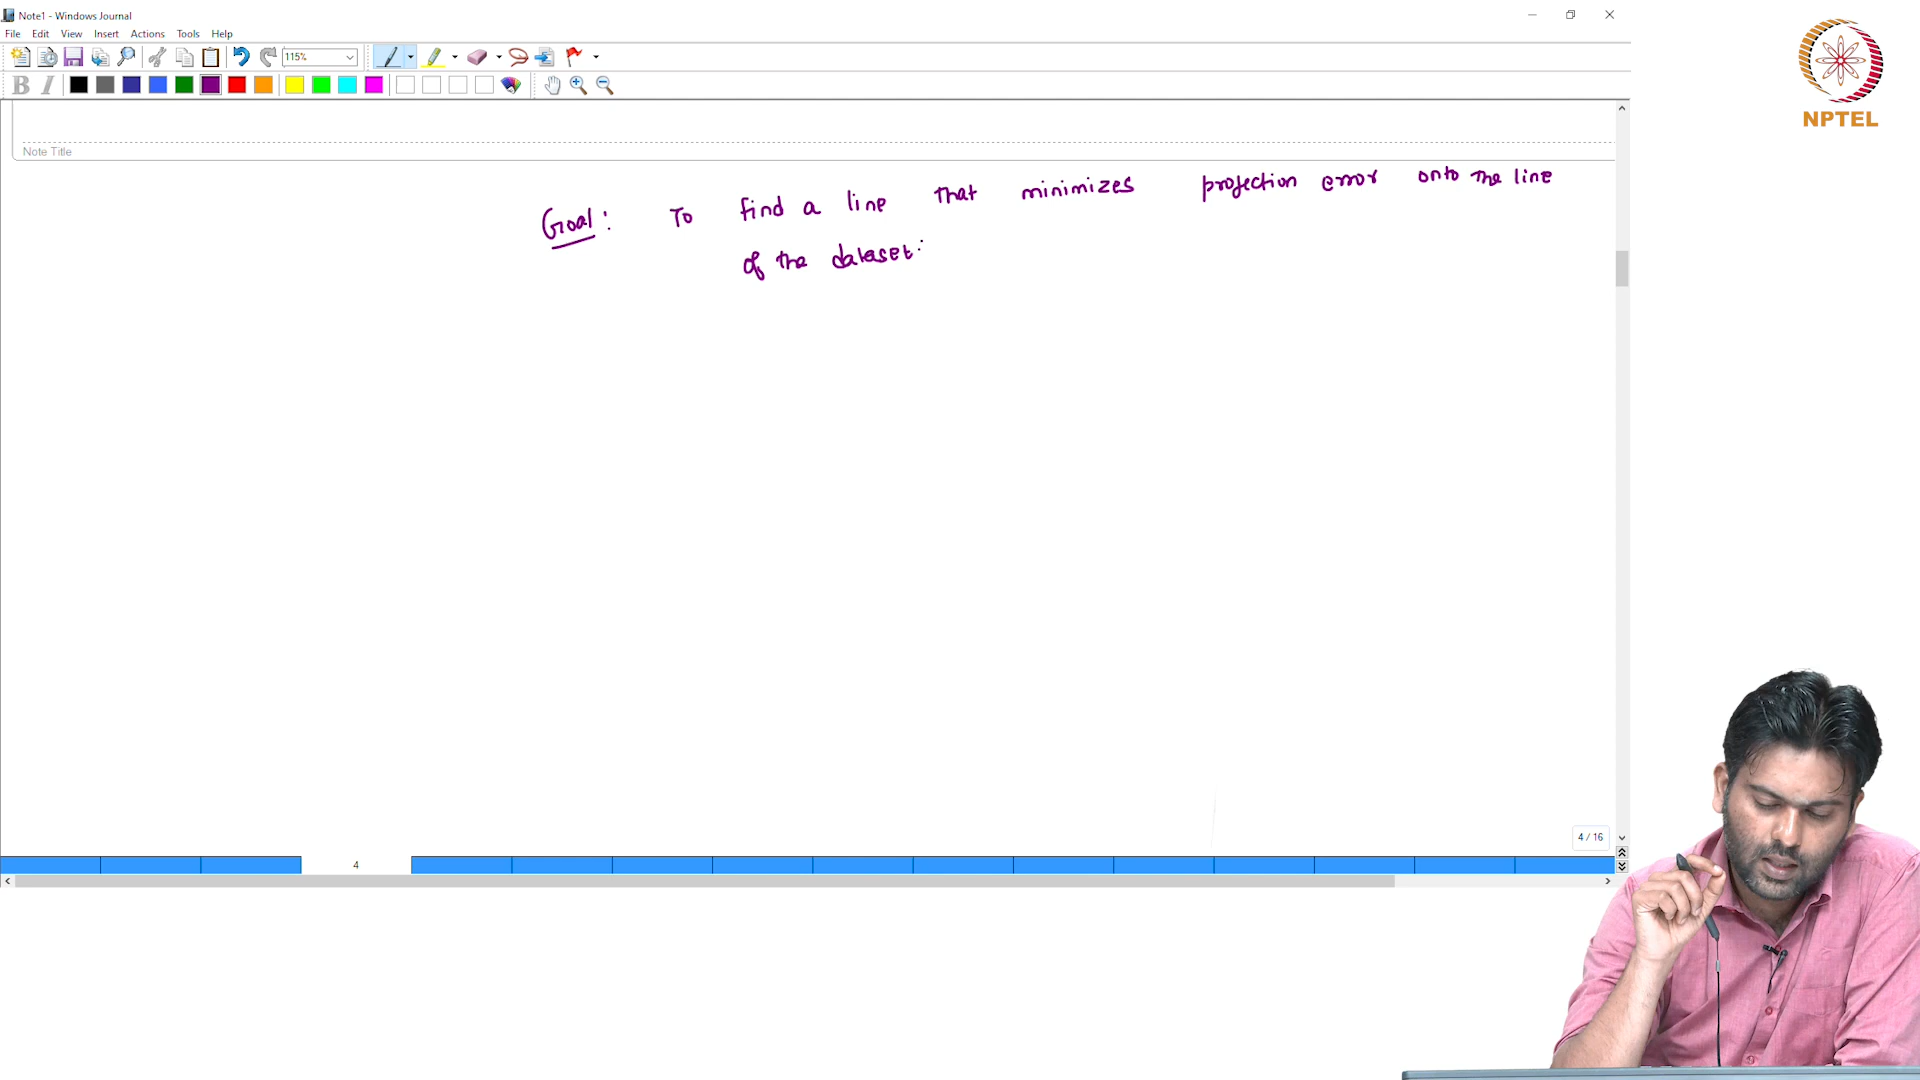 Note1 - Windows Journal
File Edit View Insert Actions Tools Help
115%
B I
Note Title
Goal: To find a line that minimizes projection error onto the line
of the dataset.
4 / 16
4
NPTEL